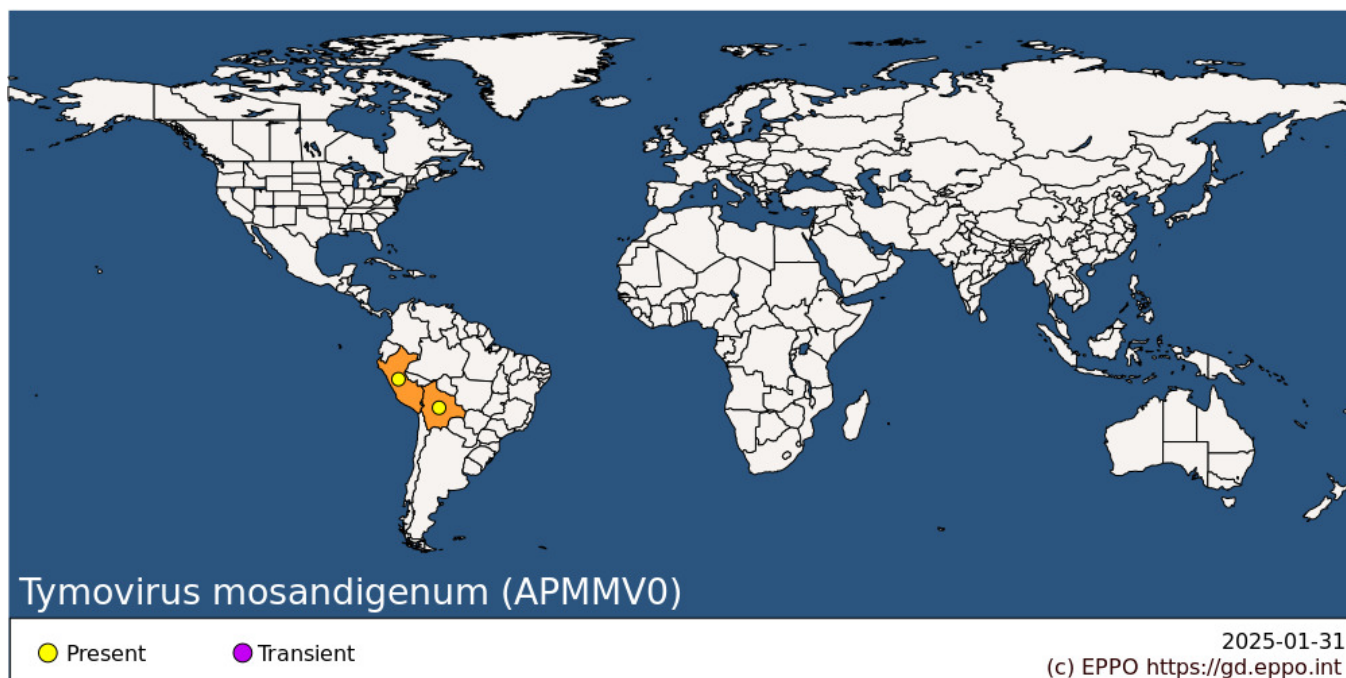 Tymovirus mosandigenum (APMMV0)
Present
Transient
2025-01-31
(c) EPPO https://gd.eppo.int